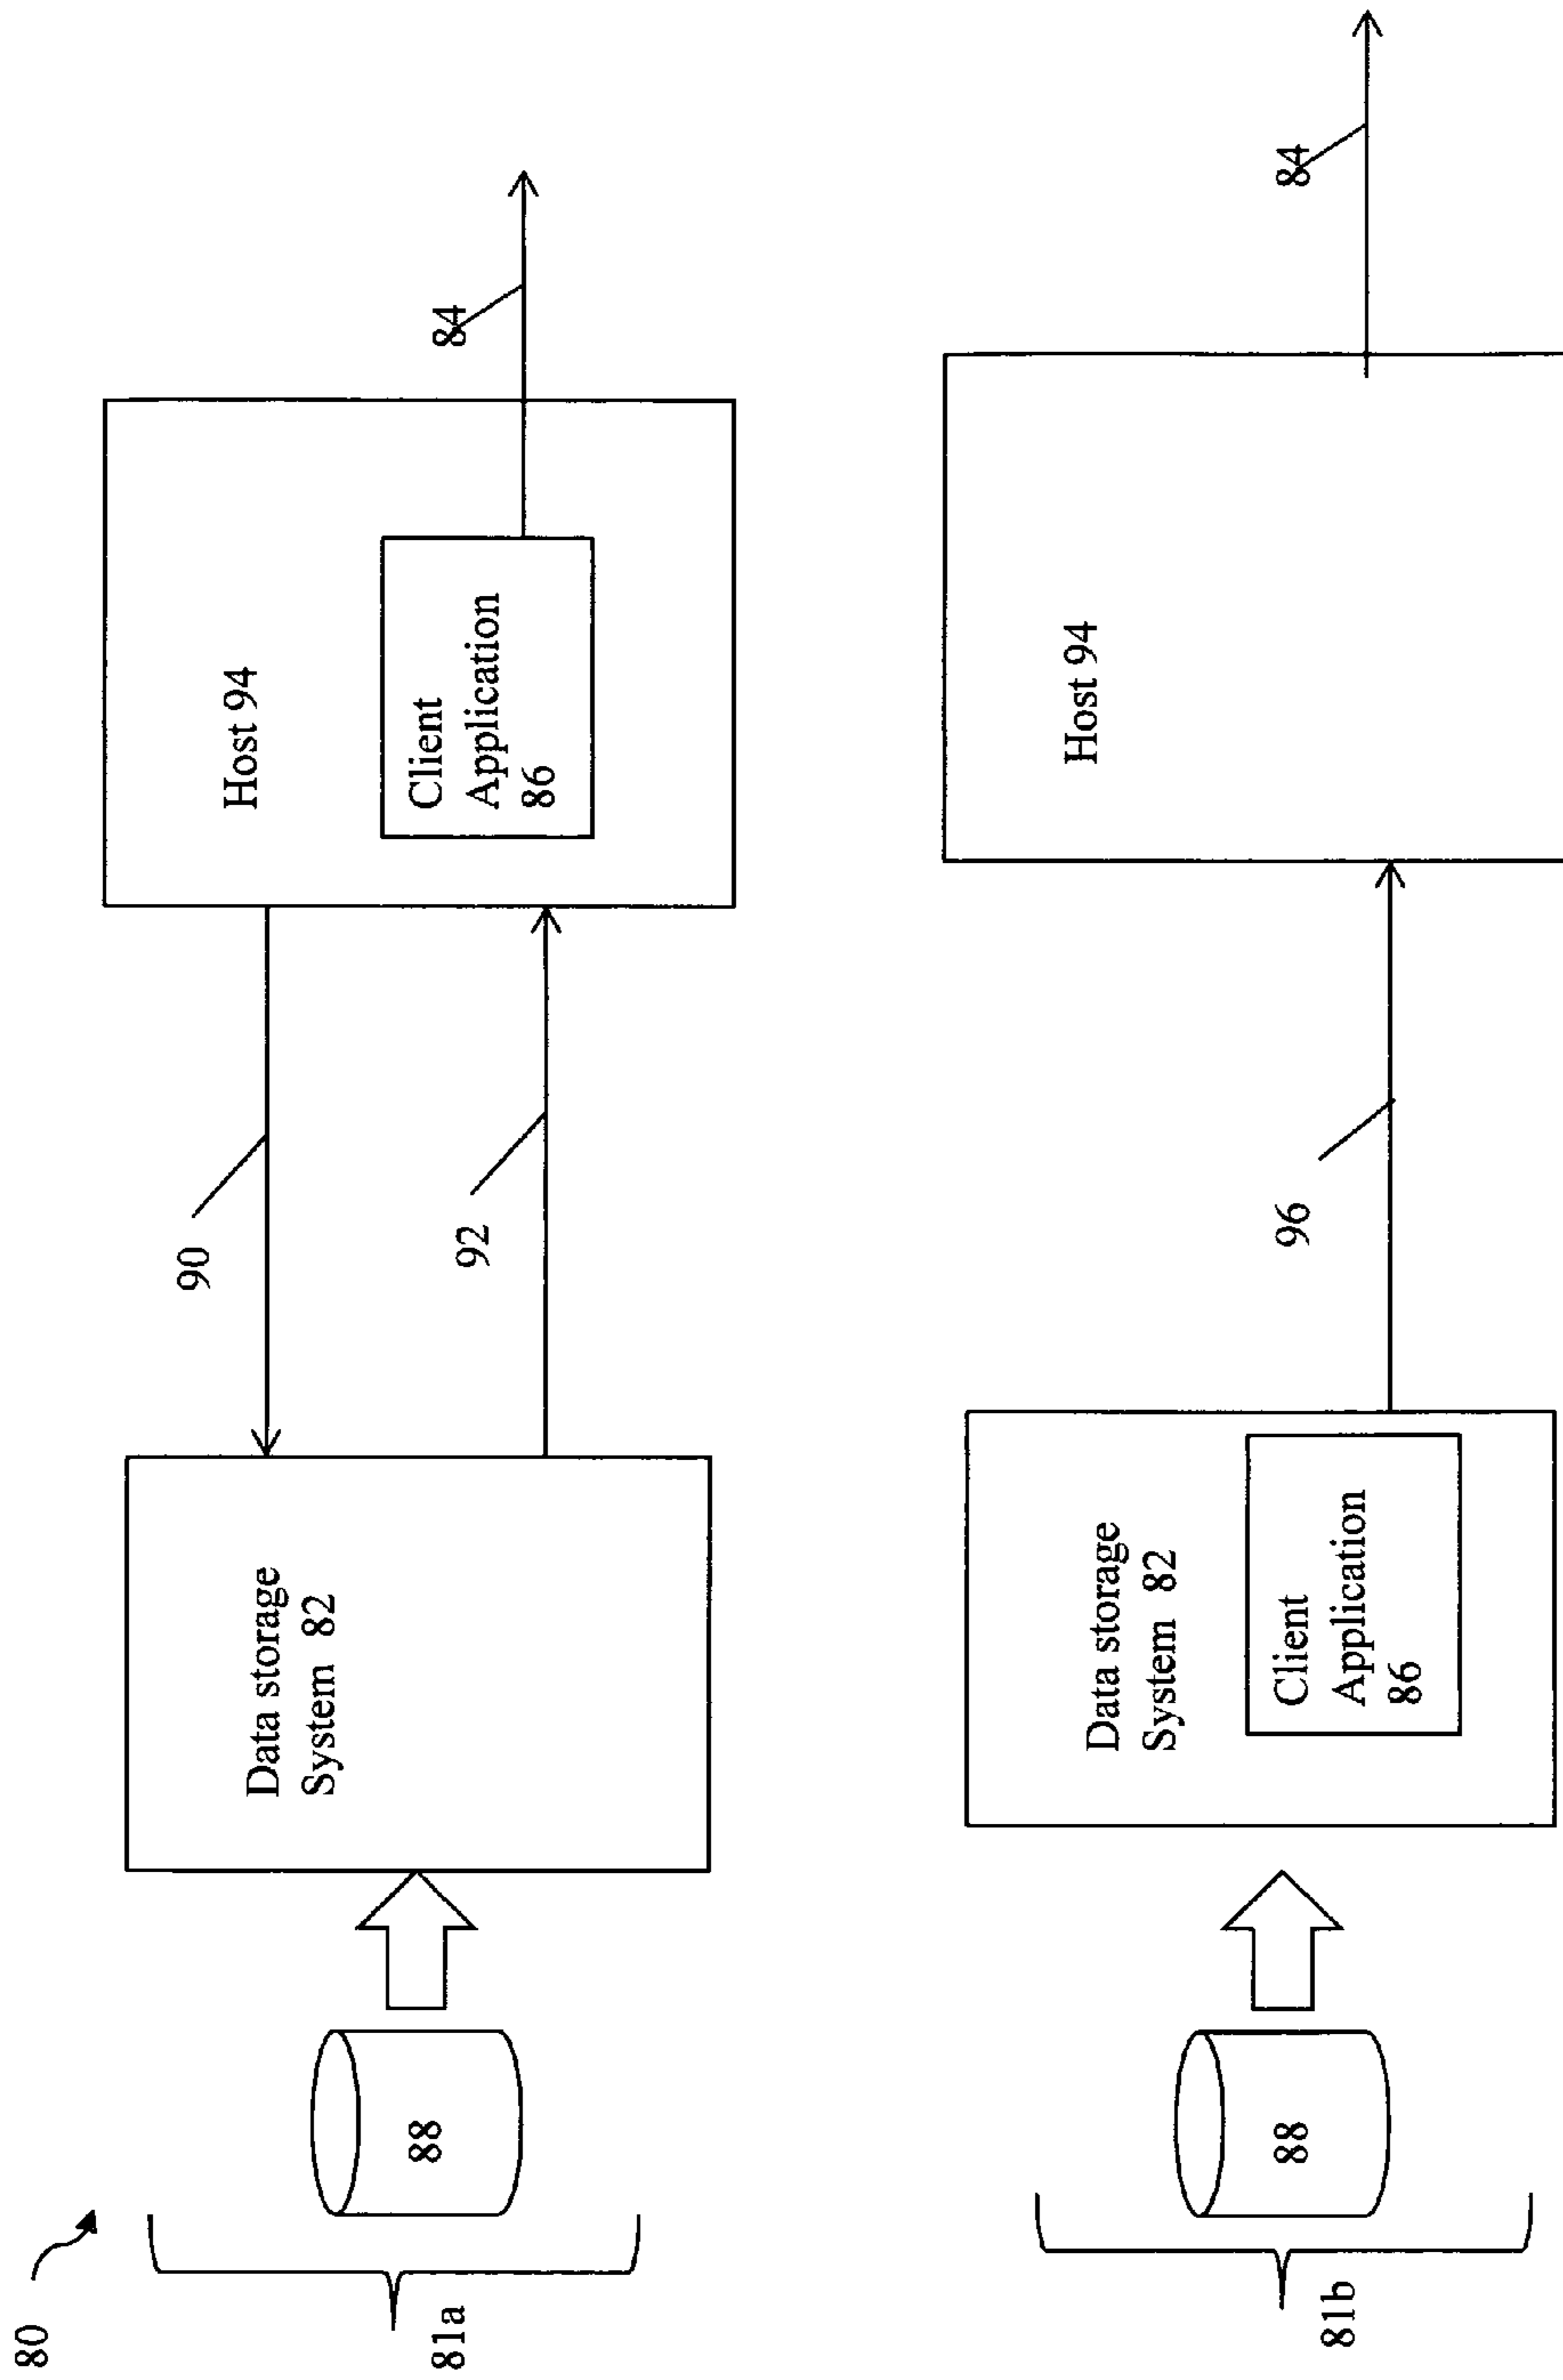 80
81a
88
Data storage
System 82
90
92
Host 94
Client
Application
86
84
81b
88
Data storage
System 82
Client
Application
86
96
Host 94
84